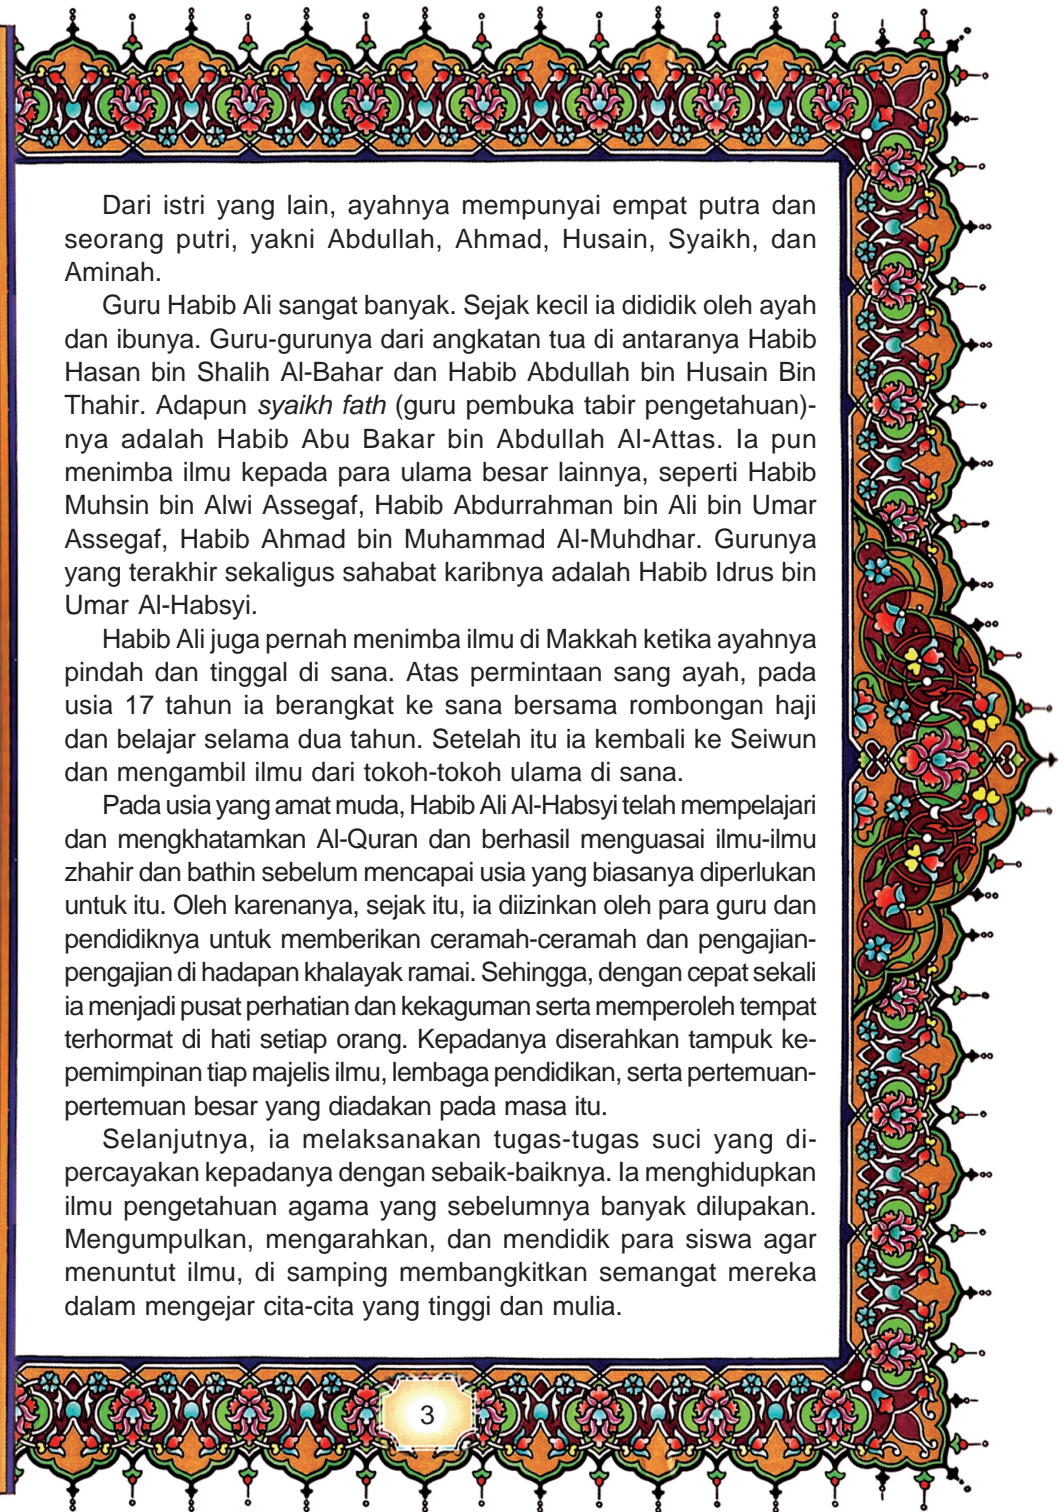 Dari istri yang lain, ayahnya mempunyai empat putra dan
seorang putri, yakni Abdullah, Ahmad, Husain, Syaikh, dan
Aminah.
Guru Habib Ali sangat banyak. Sejak kecil ia dididik oleh ayah
dan ibunya. Guru-gurunya dari angkatan tua di antaranya Habib
Hasan bin Shalih Al-Bahar dan Habib Abdullah bin Husain Bin
Thahir. Adapun syaikh fath (guru pembuka tabir pengetahuan)-
nya adalah Habib Abu Bakar bin Abdullah Al-Attas. Ia pun
menimba ilmu kepada para ulama besar lainnya, seperti Habib
Muhsin bin Alwi Assegaf, Habib Abdurrahman bin Ali bin Umar
Assegaf, Habib Ahmad bin Muhammad Al-Muhdhar. Gurunya
yang terakhir sekaligus sahabat karibnya adalah Habib Idrus bin
Umar Al-Habsyi.
Habib Ali juga pernah menimba ilmu di Makkah ketika ayahnya
pindah dan tinggal di sana. Atas permintaan sang ayah, pada
usia 17 tahun ia berangkat ke sana bersama rombongan haji
dan belajar selama dua tahun. Setelah itu ia kembali ke Seiwun
dan mengambil ilmu dari tokoh-tokoh ulama di sana.
Pada usia yang amat muda, Habib Ali Al-Habsyi telah mempelajari
dan mengkhatamkan Al-Quran dan berhasil menguasai ilmu-ilmu
zhahir dan bathin sebelum mencapai usia yang biasanya diperlukan
untuk itu. Oleh karenanya, sejak itu, ia diizinkan oleh para guru dan
pendidiknya untuk memberikan ceramah-ceramah dan pengajian-
pengajian di hadapan khalayak ramai. Sehingga, dengan cepat sekali
ia menjadi pusat perhatian dan kekaguman serta memperoleh tempat
terhormat di hati setiap orang. Kepadanya diserahkan tampuk ke-
pemimpinan tiap majelis ilmu, lembaga pendidikan, serta pertemuan-
pertemuan besar yang diadakan pada masa itu.
Selanjutnya, ia melaksanakan tugas-tugas suci yang di-
percayakan kepadanya dengan sebaik-baiknya. Ia menghidupkan
ilmu pengetahuan agama yang sebelumnya banyak dilupakan.
Mengumpulkan, mengarahkan, dan mendidik para siswa agar
menuntut ilmu, di samping membangkitkan semangat mereka
dalam mengejar cita-cita yang tinggi dan mulia.
3